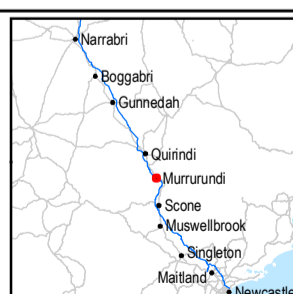 Narrabri
Boggabri
Gunnedah
Quirindi
Murrurundi
Scone
Muswellbrook
Singleton
Maitland
Newcastle